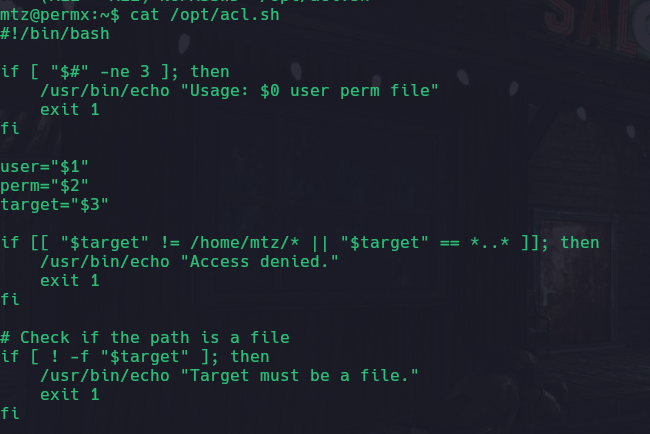 mtz@permx:~$ cat /opt/acl.sh
#!/bin/bash
if [ "$#" -ne 3 ]; then
    /usr/bin/echo "Usage: $0 user perm file"
    exit 1
fi
user="$1"
perm="$2"
target="$3"
if [[ "$target" != /home/mtz/* || "$target" == *..* ]]; then
    /usr/bin/echo "Access denied."
    exit 1
fi
# Check if the path is a file
if [ ! -f "$target" ]; then
    /usr/bin/echo "Target must be a file."
    exit 1
fi